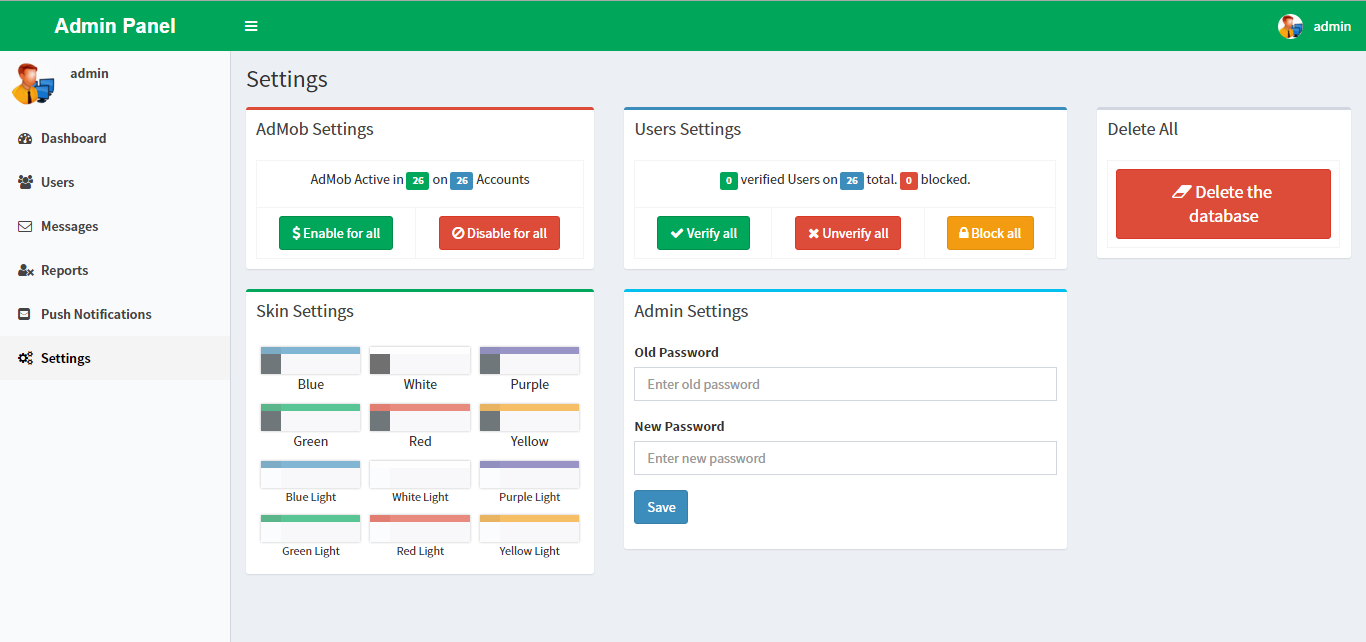 Admin Panel
admin
admin
Dashboard
Users
Messages
Reports
Push Notifications
Settings
Settings
AdMob Settings
AdMob Active in 26 on 26 Accounts
Enable for all
Disable for all
Users Settings
0 verified Users on 26 total. 0 blocked.
Verify all
Unverify all
Block all
Delete All
Delete the
database
Skin Settings
Blue
White
Purple
Green
Red
Yellow
Blue Light
White Light
Purple Light
Green Light
Red Light
Yellow Light
Admin Settings
Old Password
Enter old password
New Password
Enter new password
Save